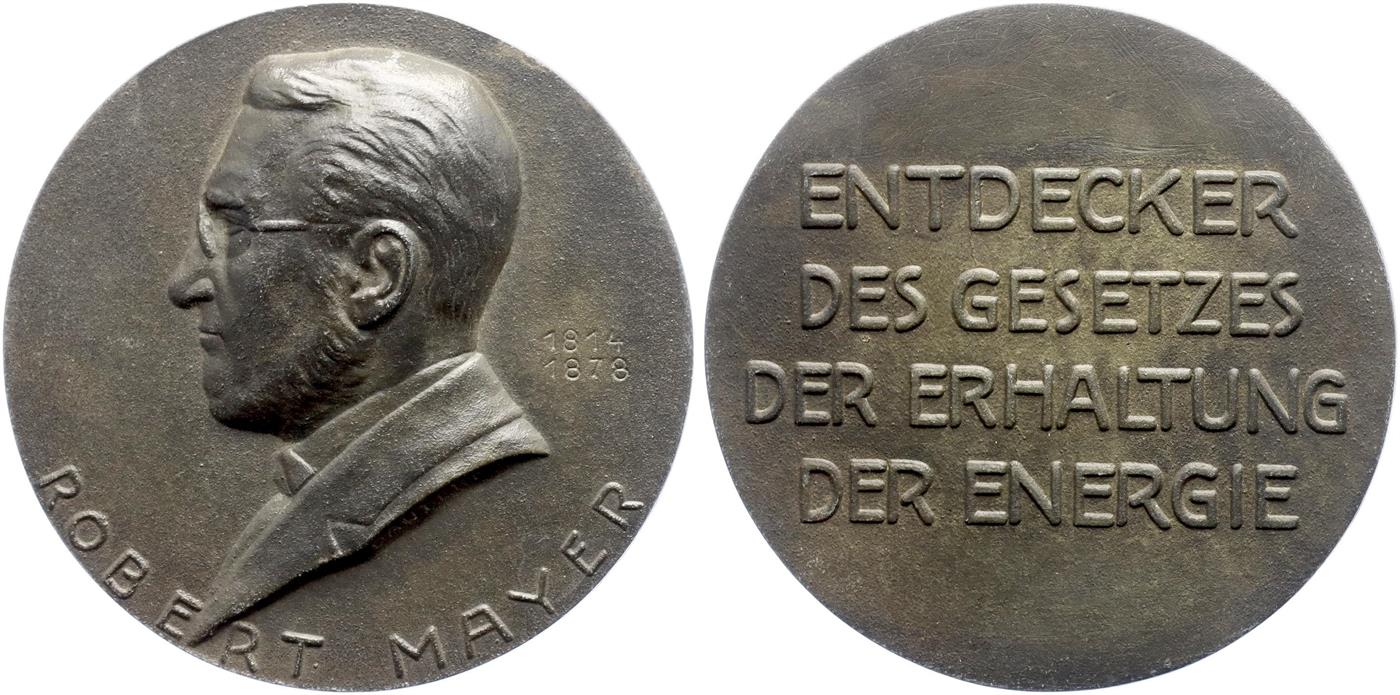 1814
1878
ROBERT MAYER
ENTDECKER
DES GESETZES
DER ERHALTUNG
DER ENERGIE